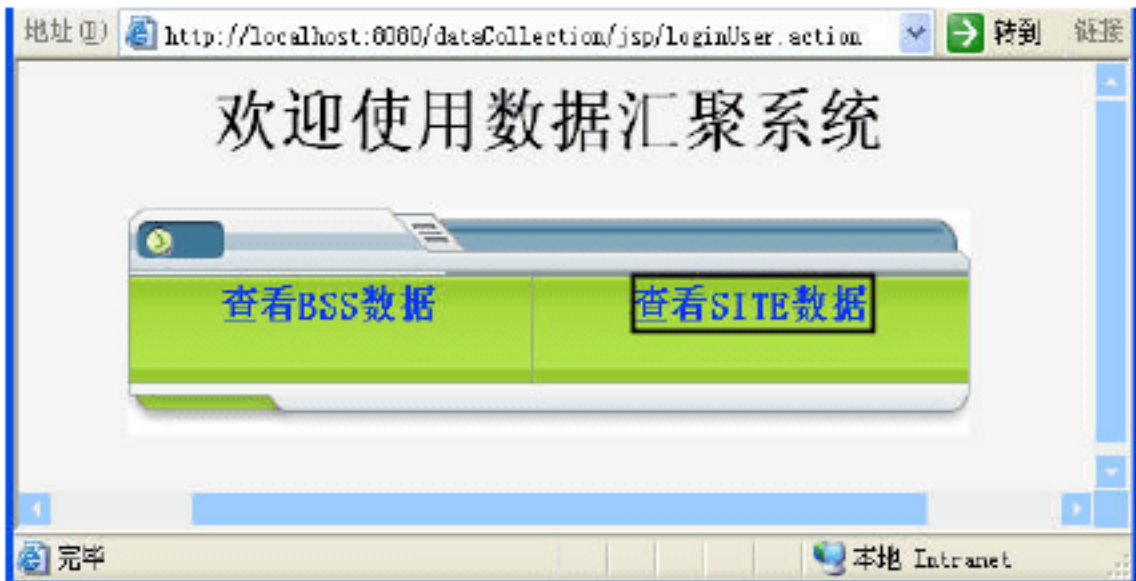 地址(D) http://localhost:8080/dataCollection/jsp/loginUser.action 转到 链接
欢迎使用数据汇聚系统
查看BSS数据 查看SITE数据
完毕 本地 Intranet